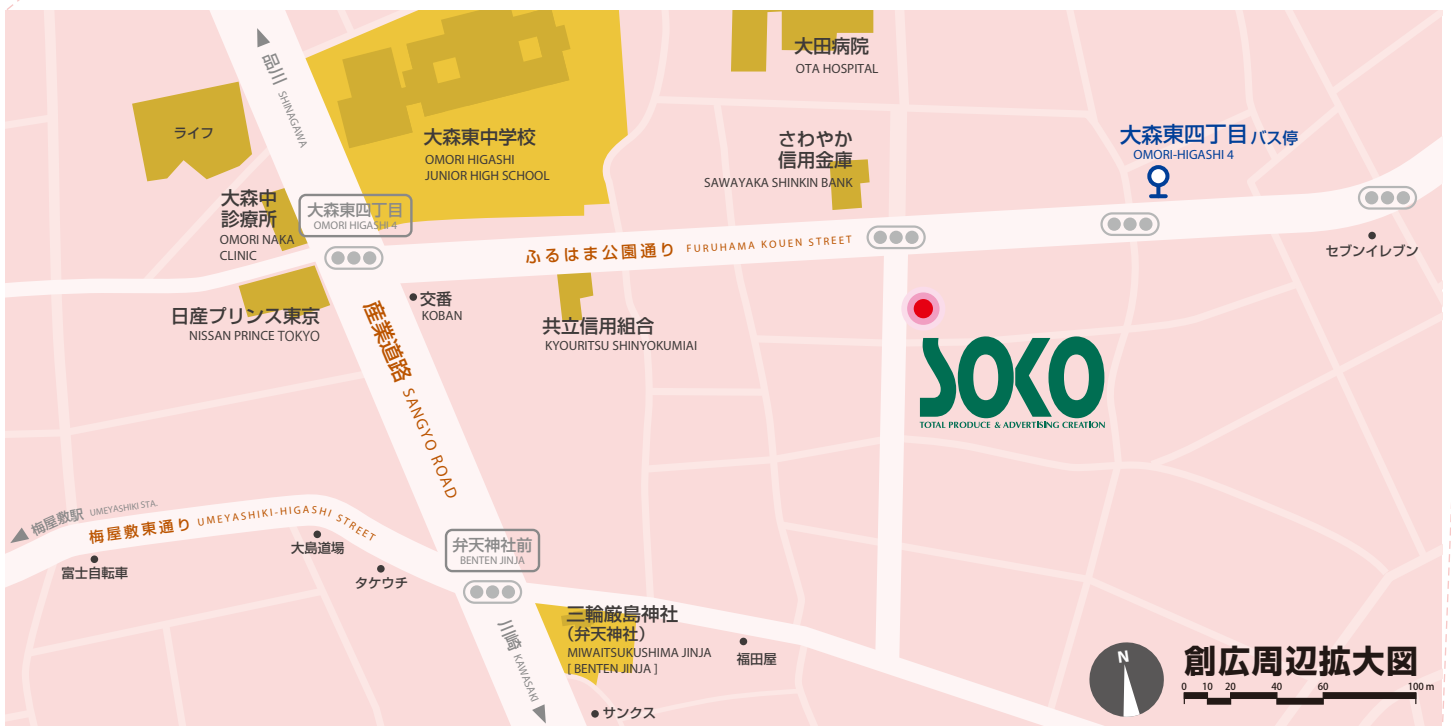 品川 SHINAGAWA
ライフ
大森東中学校
OMORI HIGASHI
JUNIOR HIGH SCHOOL
大田病院
OTA HOSPITAL
さわやか
信用金庫
SAWAYAKA SHINKIN BANK
大森東四丁目バス停
OMORI-HIGASHI 4
大森中
診療所
OMORI NAKA
CLINIC
大森東四丁目
OMORI HIGASHI 4
ふるはま公園通り FURUHAMA KOUEN STREET
セブンイレブン
日産プリンス東京
NISSAN PRINCE TOKYO
交番
KOBAN
共立信用組合
KYOURITSU SHINYOKUMIAI
産業道路 SANGYO ROAD
SOKO
TOTAL PRODUCE & ADVERTISING CREATION
梅屋敷駅 UMEYASHIKI STA.
梅屋敷東通り UMEYASHIKI-HIGASHI STREET
富士自転車
大島道場
タケウチ
弁天神社前
BENTEN JINJA
川崎 KAWASAKI
三輪厳島神社
(弁天神社)
MIWAITSUKUSHIMA JINJA
[ BENTEN JINJA ]
福田屋
サンクス
N
創広周辺拡大図
0 10 20 40 60 100 m